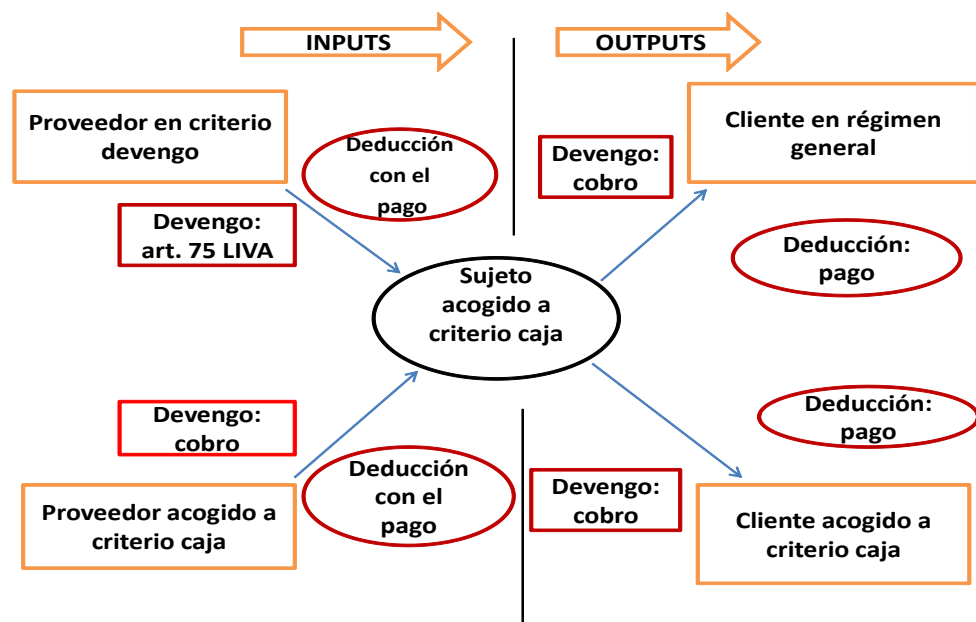 INPUTS
OUTPUTS
Proveedor en criterio
devengo
Deducción
con el
pago
Devengo:
cobro
Cliente en régimen
general
Devengo:
art. 75 LIVA
Deducción:
pago
Sujeto
acogido a
criterio caja
Devengo:
cobro
Deducción:
pago
Proveedor acogido a
criterio caja
Deducción
con el
pago
Devengo:
cobro
Cliente acogido a
criterio caja